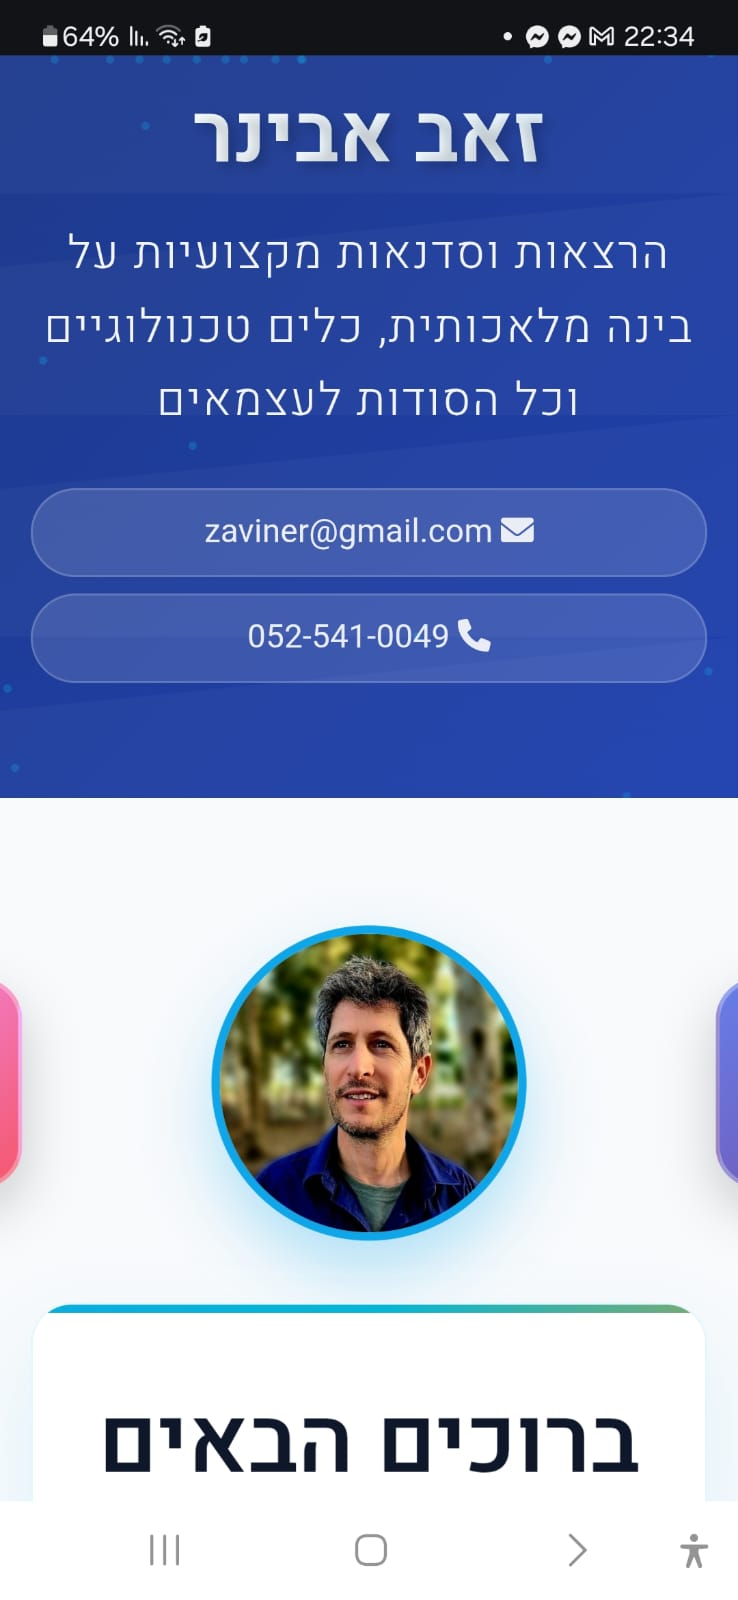 64%
22:34
זאב אבינר
הרצאות וסדנאות מקצועיות על
בינה מלאכותית, כלים טכנולוגיים
וכל הסודות לעצמאים
zaviner@gmail.com
052-541-0049
ברוכים הבאים